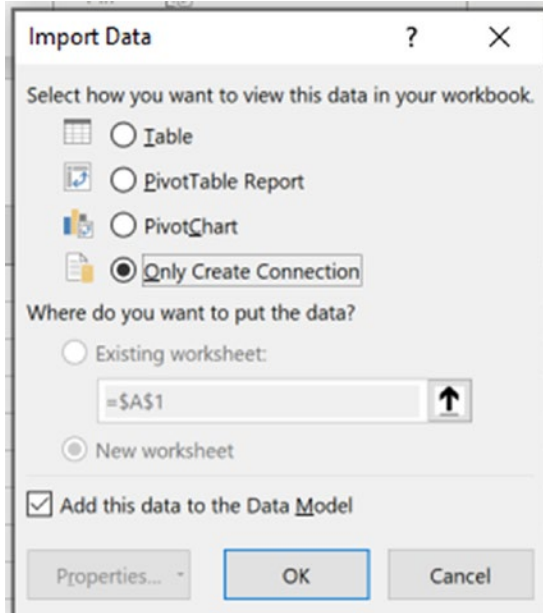 Import Data ?
Select how you want to view this data in your workbook.
Table
PivotTable Report
PivotChart
Only Create Connection
Where do you want to put the data?
Existing worksheet:
=$A$1
New worksheet
Add this data to the Data Model
Properties... OK Cancel